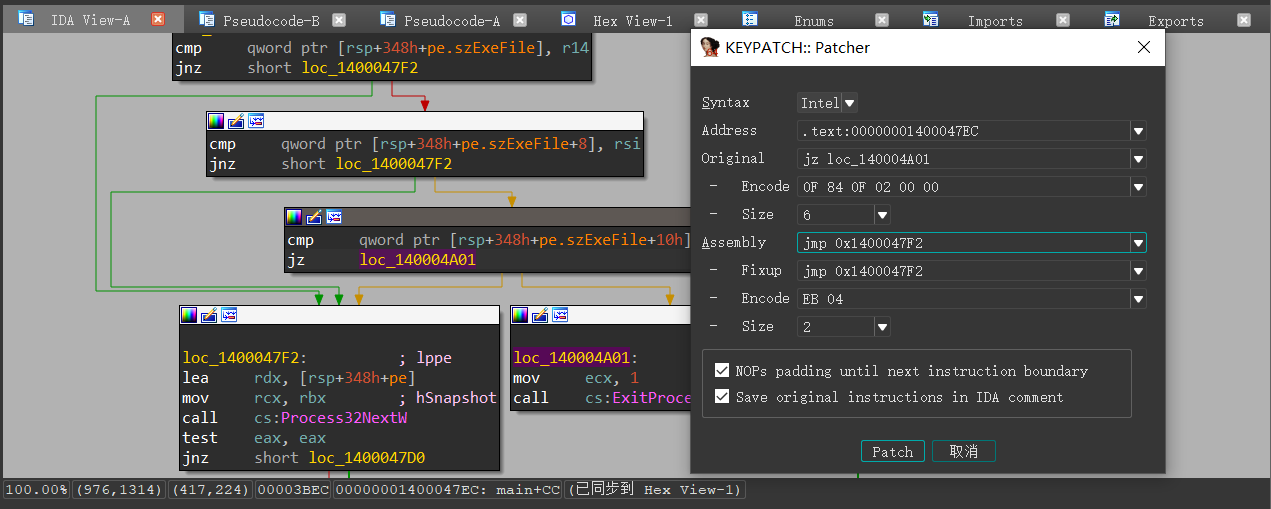 IDA View-A Pseudocode-B Pseudocode-A Hex View-1 Enums Imports Exports
cmp qword ptr [rsp+348h+pe.szExeFile], r14
jnz short loc_1400047F2
cmp qword ptr [rsp+348h+pe.szExeFile+8], rsi
jnz short loc_1400047F2
cmp qword ptr [rsp+348h+pe.szExeFile+10h]
jz loc_140004A01
loc_1400047F2: ; lppe
lea rdx, [rsp+348h+pe]
mov rcx, rbx ; hSnapshot
call cs:Process32NextW
test eax, eax
jnz short loc_1400047D0
loc_140004A01:
mov ecx, 1
call cs:ExitProce
KEYPATCH:: Patcher
Syntax Intel
Address .text:00000001400047EC
Original jz loc_140004A01
- Encode 0F 84 0F 02 00 00
- Size 6
Assembly jmp 0x1400047F2
- Fixup jmp 0x1400047F2
- Encode EB 04
- Size 2
NOPs padding until next instruction boundary
Save original instructions in IDA comment
Patch 取消
100.00% (976,1314) (417,224) 00003BEC 00000001400047EC: main+CC (已同步到 Hex View-1)